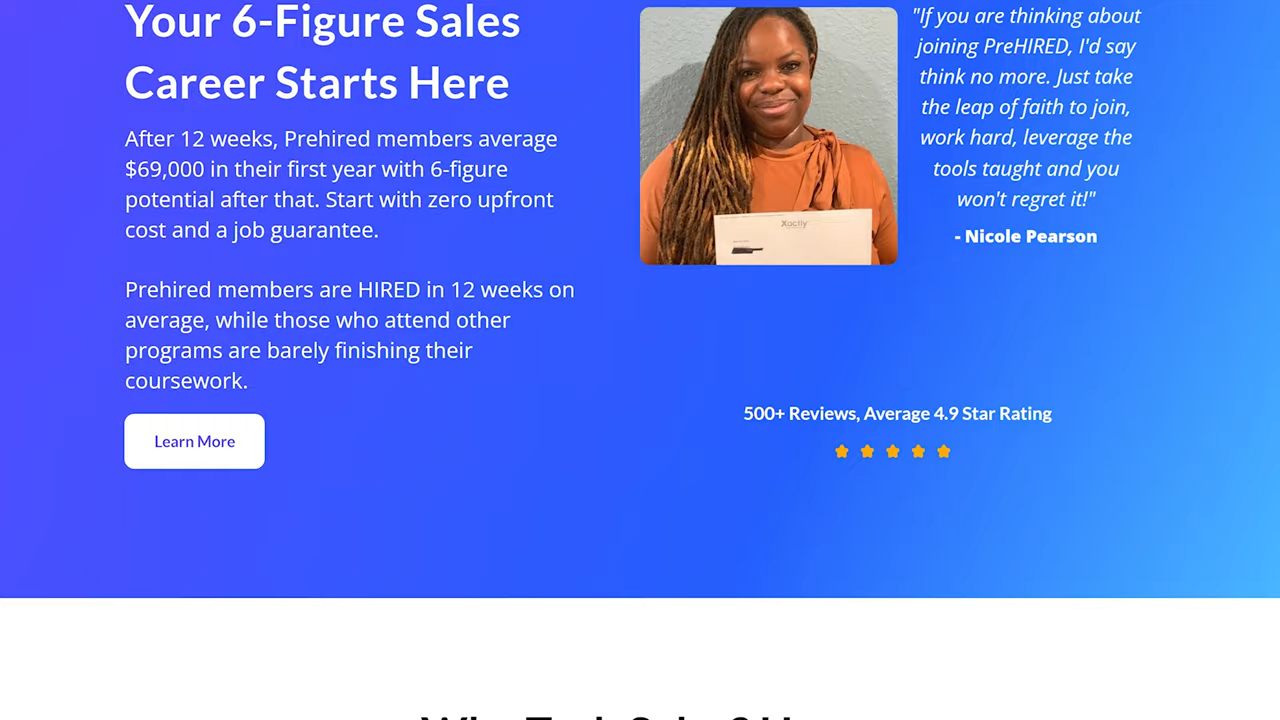 Your 6-Figure Sales
Career Starts Here
After 12 weeks, Prehired members average
$69,000 in their first year with 6-figure
potential after that. Start with zero upfront
cost and a job guarantee.
Prehired members are HIRED in 12 weeks on
average, while those who attend other
programs are barely finishing their
coursework.
Learn More
Xactly
"If you are thinking about
joining PreHIRED, I'd say
think no more. Just take
the leap of faith to join,
work hard, leverage the
tools taught and you
won't regret it!"
- Nicole Pearson
500+ Reviews, Average 4.9 Star Rating